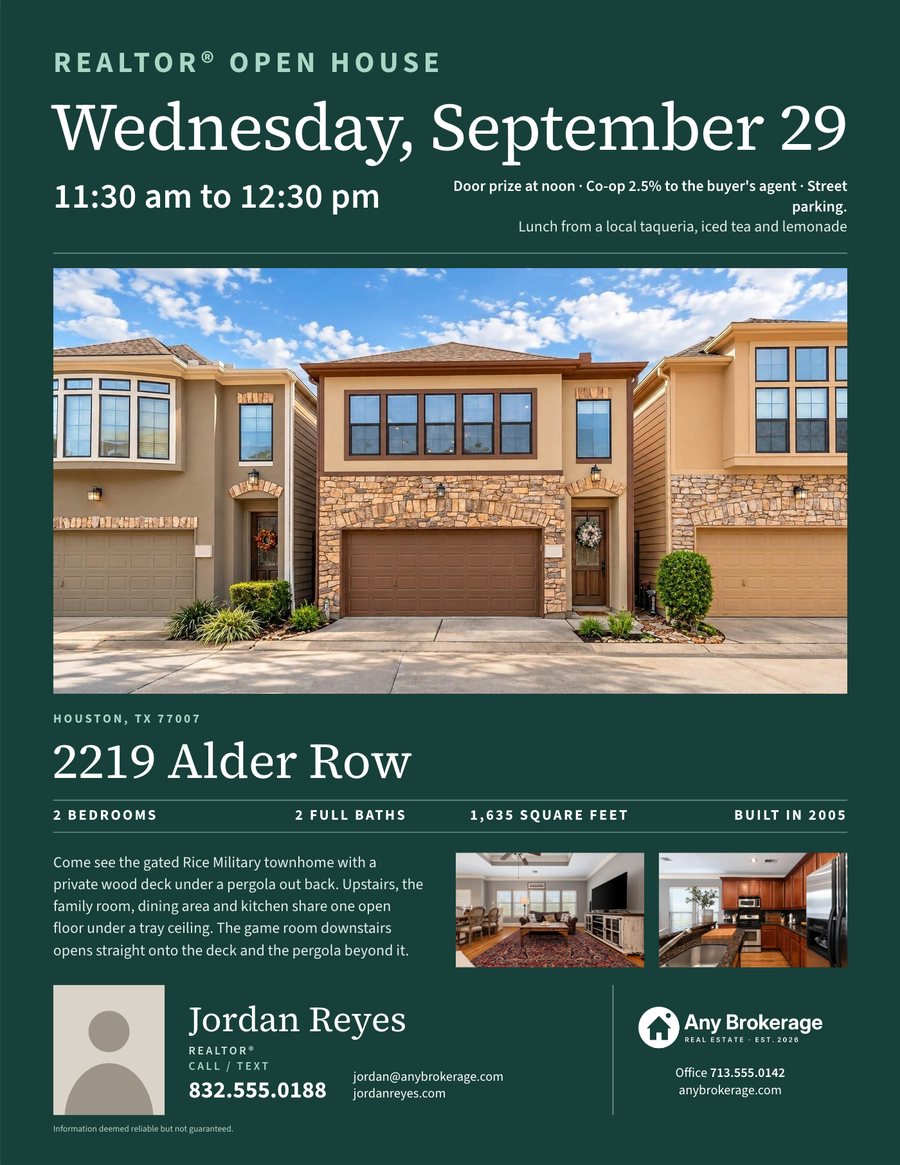 REALTOR® OPEN HOUSE
Wednesday, September 29
11:30 am to 12:30 pm
Door prize at noon · Co-op 2.5% to the buyer's agent · Street
parking.
Lunch from a local taqueria, iced tea and lemonade
HOUSTON, TX 77007
2219 Alder Row
2 BEDROOMS
2 FULL BATHS
1,635 SQUARE FEET
BUILT IN 2005
Come see the gated Rice Military townhome with a
private wood deck under a pergola out back. Upstairs, the
family room, dining area and kitchen share one open
floor under a tray ceiling. The game room downstairs
opens straight onto the deck and the pergola beyond it.
Jordan Reyes
REALTOR®
CALL / TEXT
832.555.0188
jordan@anybrokerage.com
jordanreyes.com
Any Brokerage
REAL ESTATE · EST. 2026
Office 713.555.0142
anybrokerage.com
Information deemed reliable but not guaranteed.